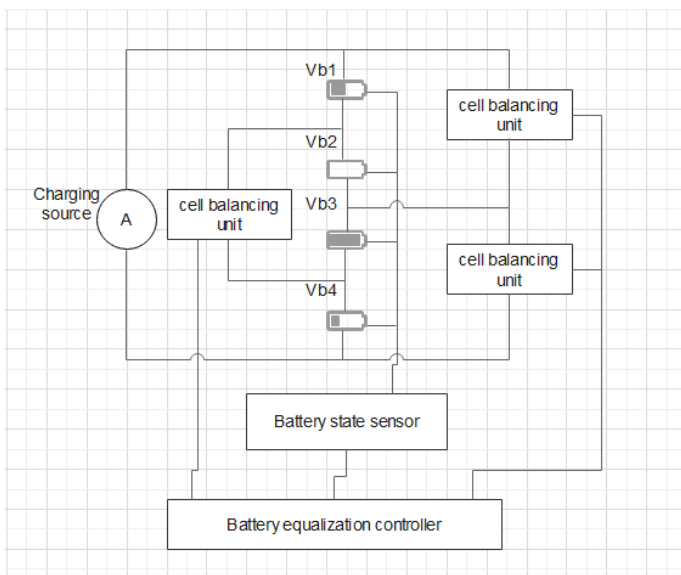 Vb1
cell balancing
unit
Vb2
Charging
source
A
cell balancing
unit
Vb3
cell balancing
unit
Vb4
Battery state sensor
Battery equalization controller